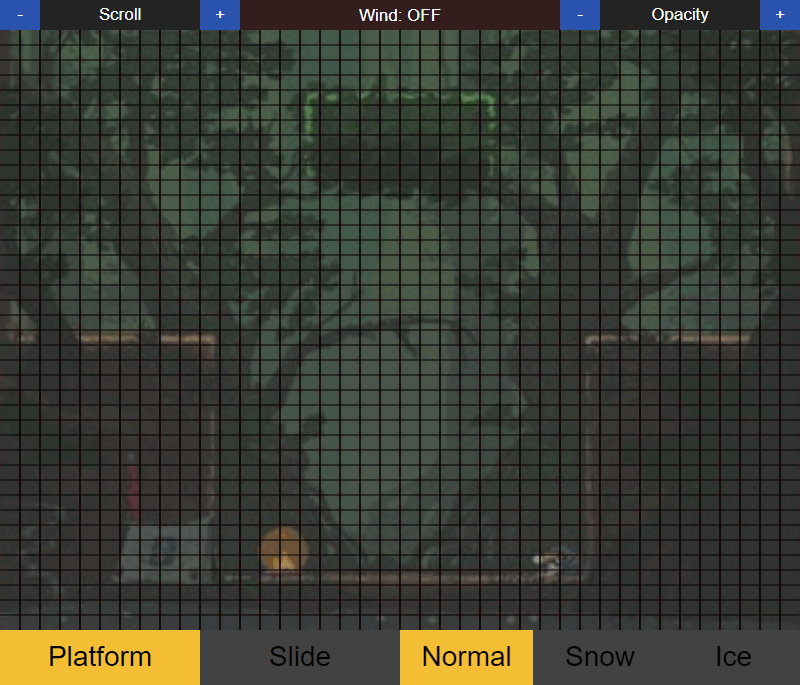 - Scroll + Wind: OFF - Opacity +
Platform Slide Normal Snow Ice